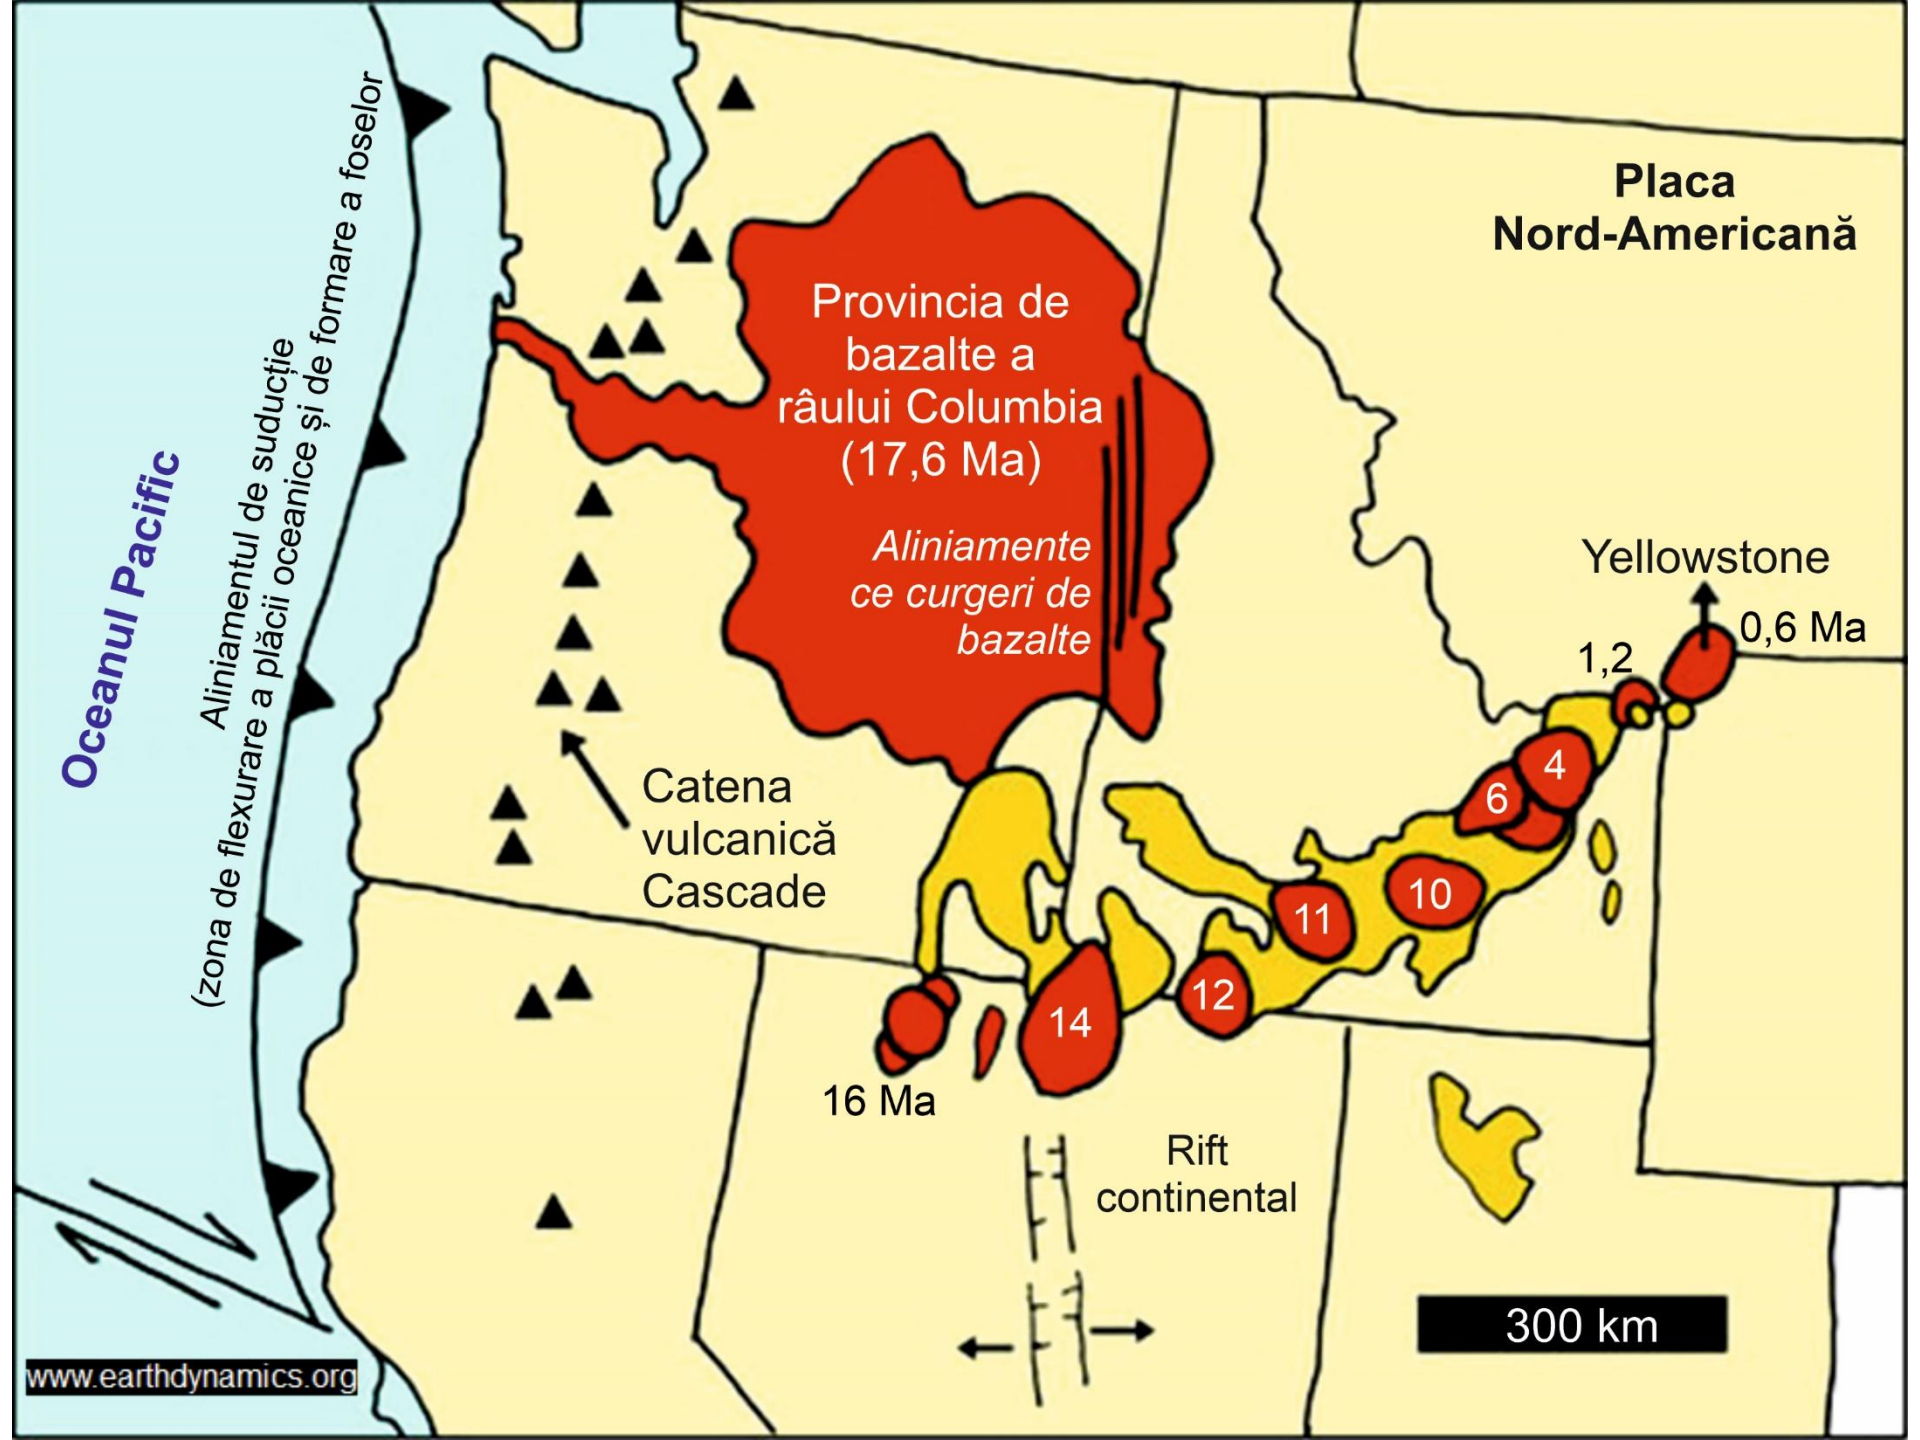 Placa
Nord-Americană
Provincia de
bazalte a
râului Columbia
(17,6 Ma)
Aliniamente
ce curgeri de
bazalte
Oceanul Pacific
Aliniamentul de suducție
(zona de flexurare a plăcii oceanice și de formare a foselor
Yellowstone
0,6 Ma
1,2
4
6
10
11
12
14
16 Ma
Catena
vulcanică
Cascade
Rift
continental
300 km
www.earthdynamics.org